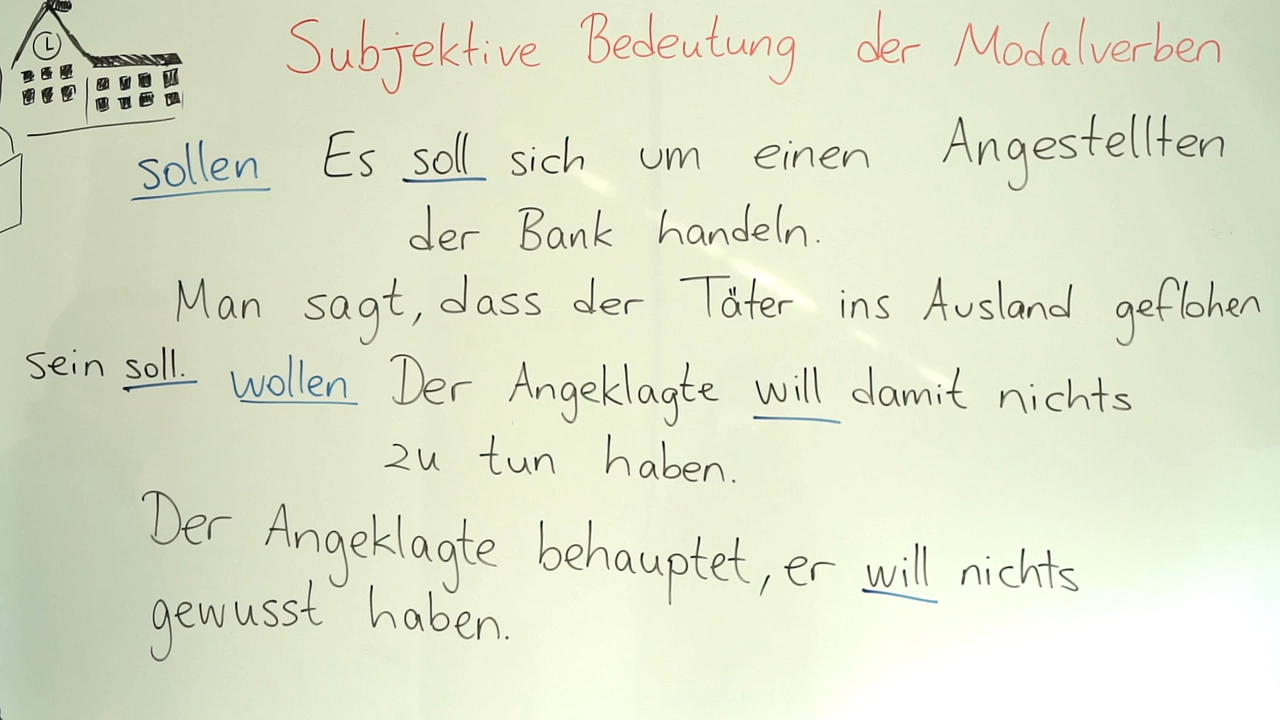 Subjektive Bedeutung der Modalverben
sollen Es soll sich um einen Angestellten
der Bank handeln.
Man sagt, dass der Täter ins Ausland geflohen
sein soll. wollen Der Angeklagte will damit nichts
zu tun haben.
Der Angeklagte behauptet, er will nichts
gewusst haben.